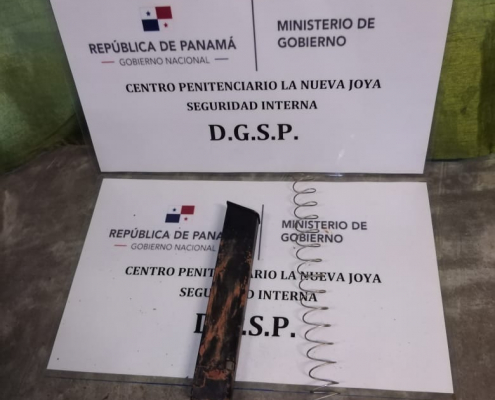 REPÚBLICA DE PANAMÁ
GOBIERNO NACIONAL
MINISTERIO DE
GOBIERNO
CENTRO PENITENCIARIO LA NUEVA JOYA
SEGURIDAD INTERNA
D.G.S.P.
REPÚBLICA DE PANA
GOBIERNO NACIONAL
MINISTERIO DE
GOBIERNO
CENTRO PENITENCIARIO LA NUEVA JOYA
SEGURIDAD INTERNA
D.G.S.P.